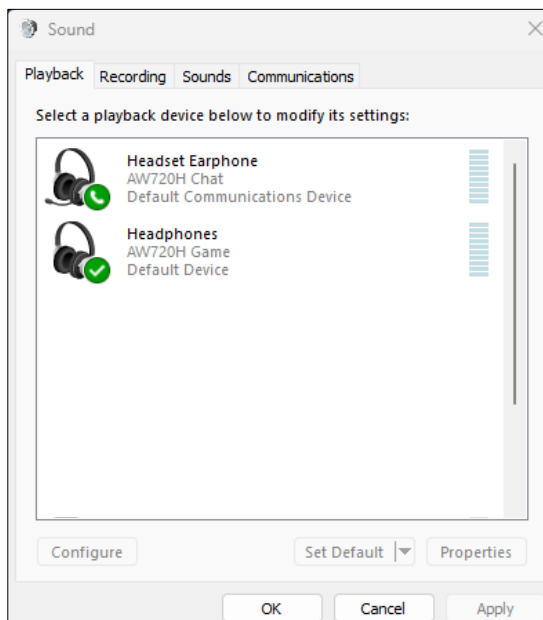 Sound
Playback Recording Sounds Communications
Select a playback device below to modify its settings:
Headset Earphone
AW720H Chat
Default Communications Device
Headphones
AW720H Game
Default Device
Configure Set Default Properties
OK Cancel Apply